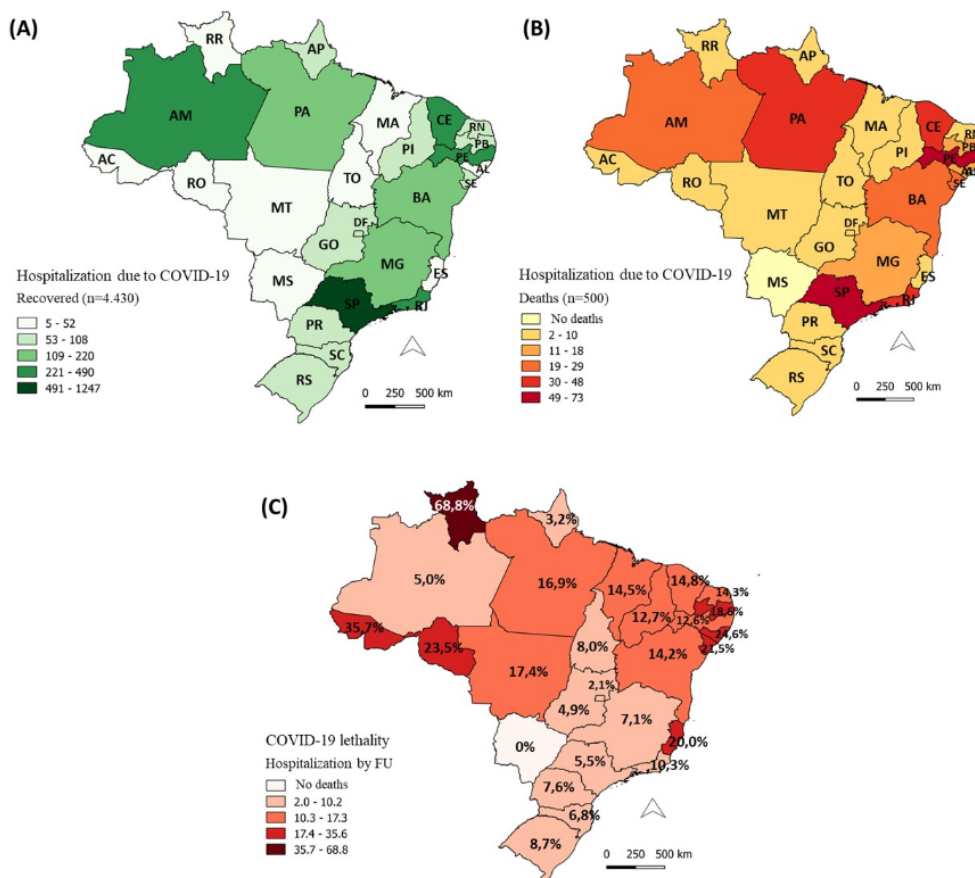 (A)
RR
AP
AM
PA
MA
CE
RN
PB
PI
PE
AL
SE
AC
RO
TO
BA
MT
DF
GO
MG
ES
MS
SP
RJ
PR
SC
RS
Hospitalization due to COVID-19
Recovered (n=4.430)
5 - 52
53 - 108
109 - 220
221 - 490
491 - 1247
0 250 500 km
(B)
RR
AP
AM
PA
MA
CE
RN
PB
PI
PE
AL
SE
AC
RO
TO
BA
MT
DF
GO
MG
ES
MS
SP
RJ
PR
SC
RS
Hospitalization due to COVID-19
Deaths (n=500)
No deaths
2 - 10
11 - 18
19 - 29
30 - 48
49 - 73
0 250 500 km
(C)
68,8%
3,2%
5,0%
16,9%
14,5%
14,8%
14,3%
18,6%
12,7%
12,6%
24,6%
21,5%
35,7%
23,5%
8,0%
14,2%
17,4%
2,1%
4,9%
7,1%
20,0%
0%
5,5%
10,3%
7,6%
6,8%
8,7%
COVID-19 lethality
Hospitalization by FU
No deaths
2.0 - 10.2
10.3 - 17.3
17.4 - 35.6
35.7 - 68.8
0 250 500 km